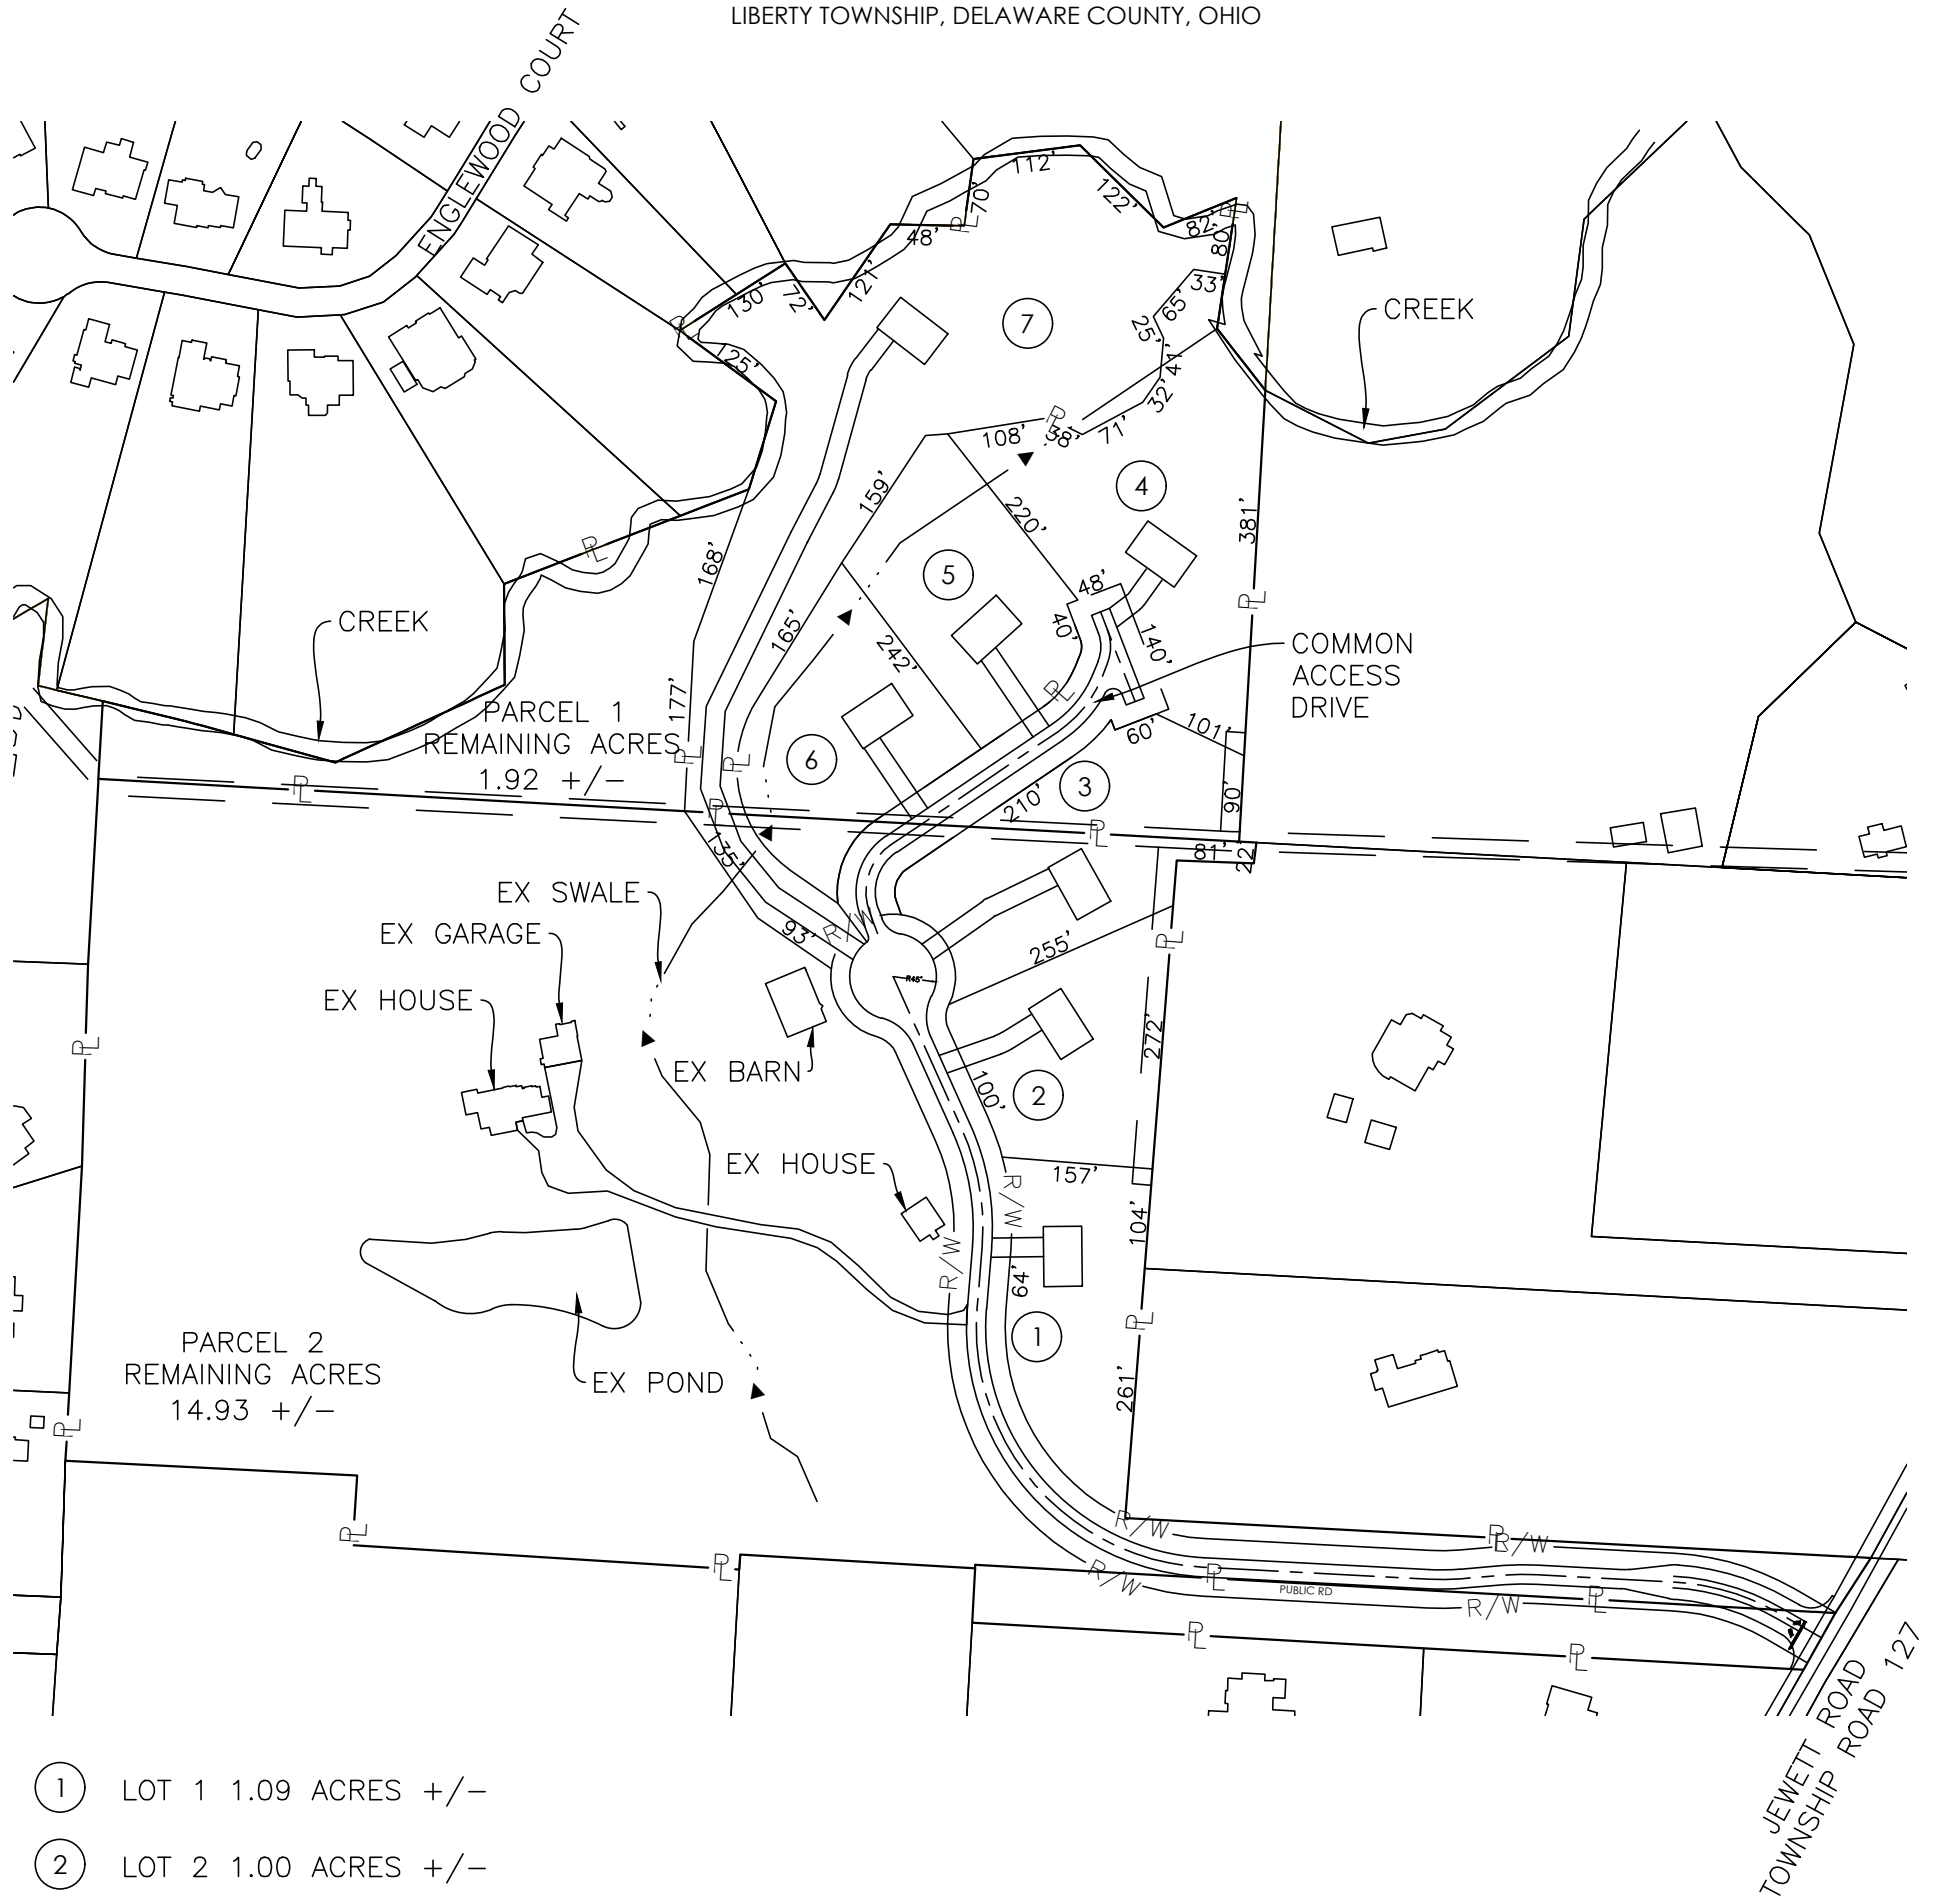 LIBERTY TOWNSHIP, DELAWARE COUNTY, OHIO
ENGLEWOOD COURT
112'
70'
122'
82'
80'
48'
121'
72'
130'
125'
33'
65'
25'
41'
32'
71'
38'
108'
7
CREEK
4
381'
159'
220'
168'
5
48'
40'
140'
CREEK
165'
242'
COMMON
ACCESS
DRIVE
177'
PARCEL 1
REMAINING ACRES
1.92 +/-
6
60'
101'
3
210'
90'
81'
22'
135'
EX SWALE
EX GARAGE
93'
R/W
255'
EX HOUSE
R45'
272'
EX BARN
100'
2
EX HOUSE
157'
R/W
104'
R/W
64'
1
PARCEL 2
REMAINING ACRES
14.93 +/-
EX POND
261'
R/W
R/W
R/W
PUBLIC RD
R/W
JEWETT ROAD
TOWNSHIP ROAD 127
1 LOT 1 1.09 ACRES +/-
2 LOT 2 1.00 ACRES +/-